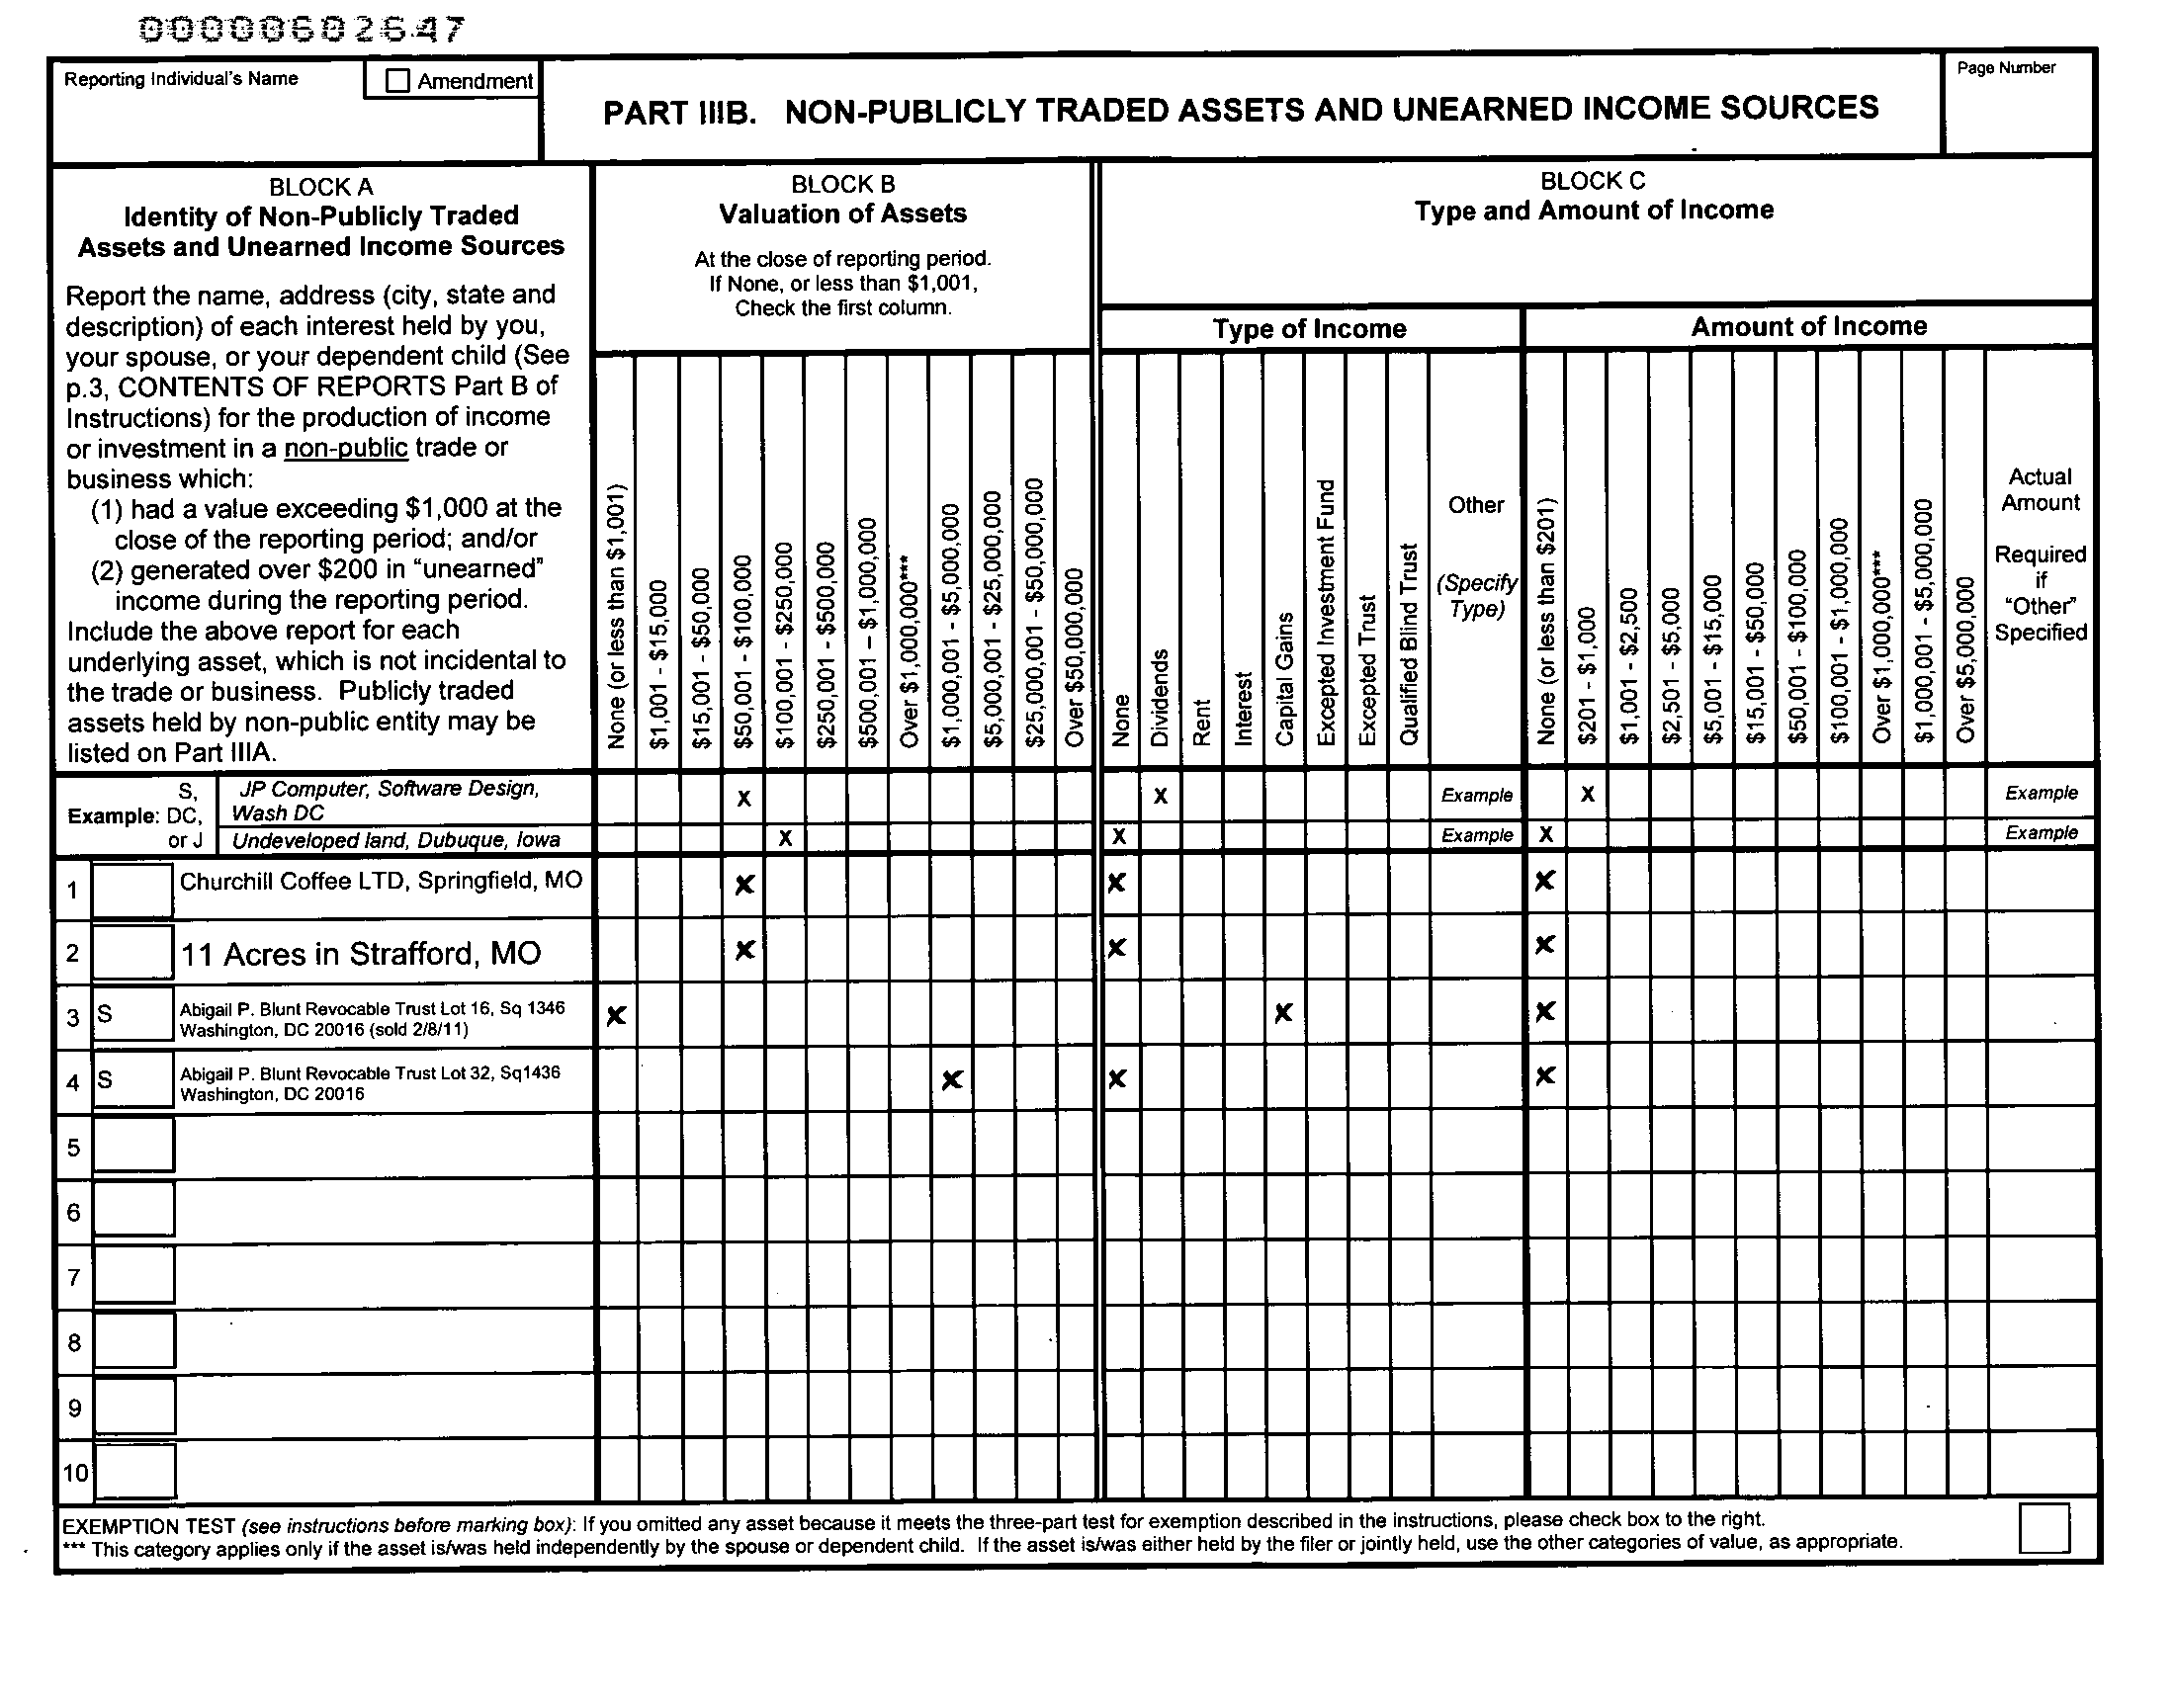 00000602647
Reporting Individual's Name
Amendment
PART IIIB. NON-PUBLICLY TRADED ASSETS AND UNEARNED INCOME SOURCES
Page Number
BLOCK A
Identity of Non-Publicly Traded
Assets and Unearned Income Sources
Report the name, address (city, state and
description) of each interest held by you,
your spouse, or your dependent child (See
p.3, CONTENTS OF REPORTS Part B of
Instructions) for the production of income
or investment in a non-public trade or
business which:
(1) had a value exceeding $1,000 at the
close of the reporting period; and/or
(2) generated over $200 in "unearned"
income during the reporting period.
Include the above report for each
underlying asset, which is not incidental to
the trade or business. Publicly traded
assets held by non-public entity may be
listed on Part IIIA.
BLOCK B
Valuation of Assets
At the close of reporting period.
If None, or less than $1,001,
Check the first column.
None (or less than $1,001)
$1,001 - $15,000
$15,001 - $50,000
$50,001 - $100,000
$100,001 - $250,000
$250,001 - $500,000
$500,001 – $1,000,000
Over $1,000,000***
$1,000,001 - $5,000,000
$5,000,001 - $25,000,000
$25,000,001 - $50,000,000
Over $50,000,000
BLOCK C
Type and Amount of Income
Type of Income
None
Dividends
Rent
Interest
Capital Gains
Excepted Investment Fund
Excepted Trust
Qualified Blind Trust
Other
(Specify
Type)
Amount of Income
None (or less than $201)
$201 - $1,000
$1,001 - $2,500
$2,501 - $5,000
$5,001 - $15,000
$15,001 - $50,000
$50,001 - $100,000
$100,001 - $1,000,000
Over $1,000,000***
$1,000,001 - $5,000,000
Over $5,000,000
Actual
Amount
Required
if
"Other"
Specified
Example: S, DC, or J
JP Computer, Software Design,
Wash DC
X X Example X Example
Undeveloped land, Dubuque, Iowa X X Example X Example
1 Churchill Coffee LTD, Springfield, MO X X X
2 11 Acres in Strafford, MO X X X
3 S Abigail P. Blunt Revocable Trust Lot 16, Sq 1346
Washington, DC 20016 (sold 2/8/11) X X X
4 S Abigail P. Blunt Revocable Trust Lot 32, Sq1436
Washington, DC 20016 X X X
5
6
7
8
9
10
EXEMPTION TEST (see instructions before marking box): If you omitted any asset because it meets the three-part test for exemption described in the instructions, please check box to the right.
*** This category applies only if the asset is/was held independently by the spouse or dependent child. If the asset is/was either held by the filer or jointly held, use the other categories of value, as appropriate.